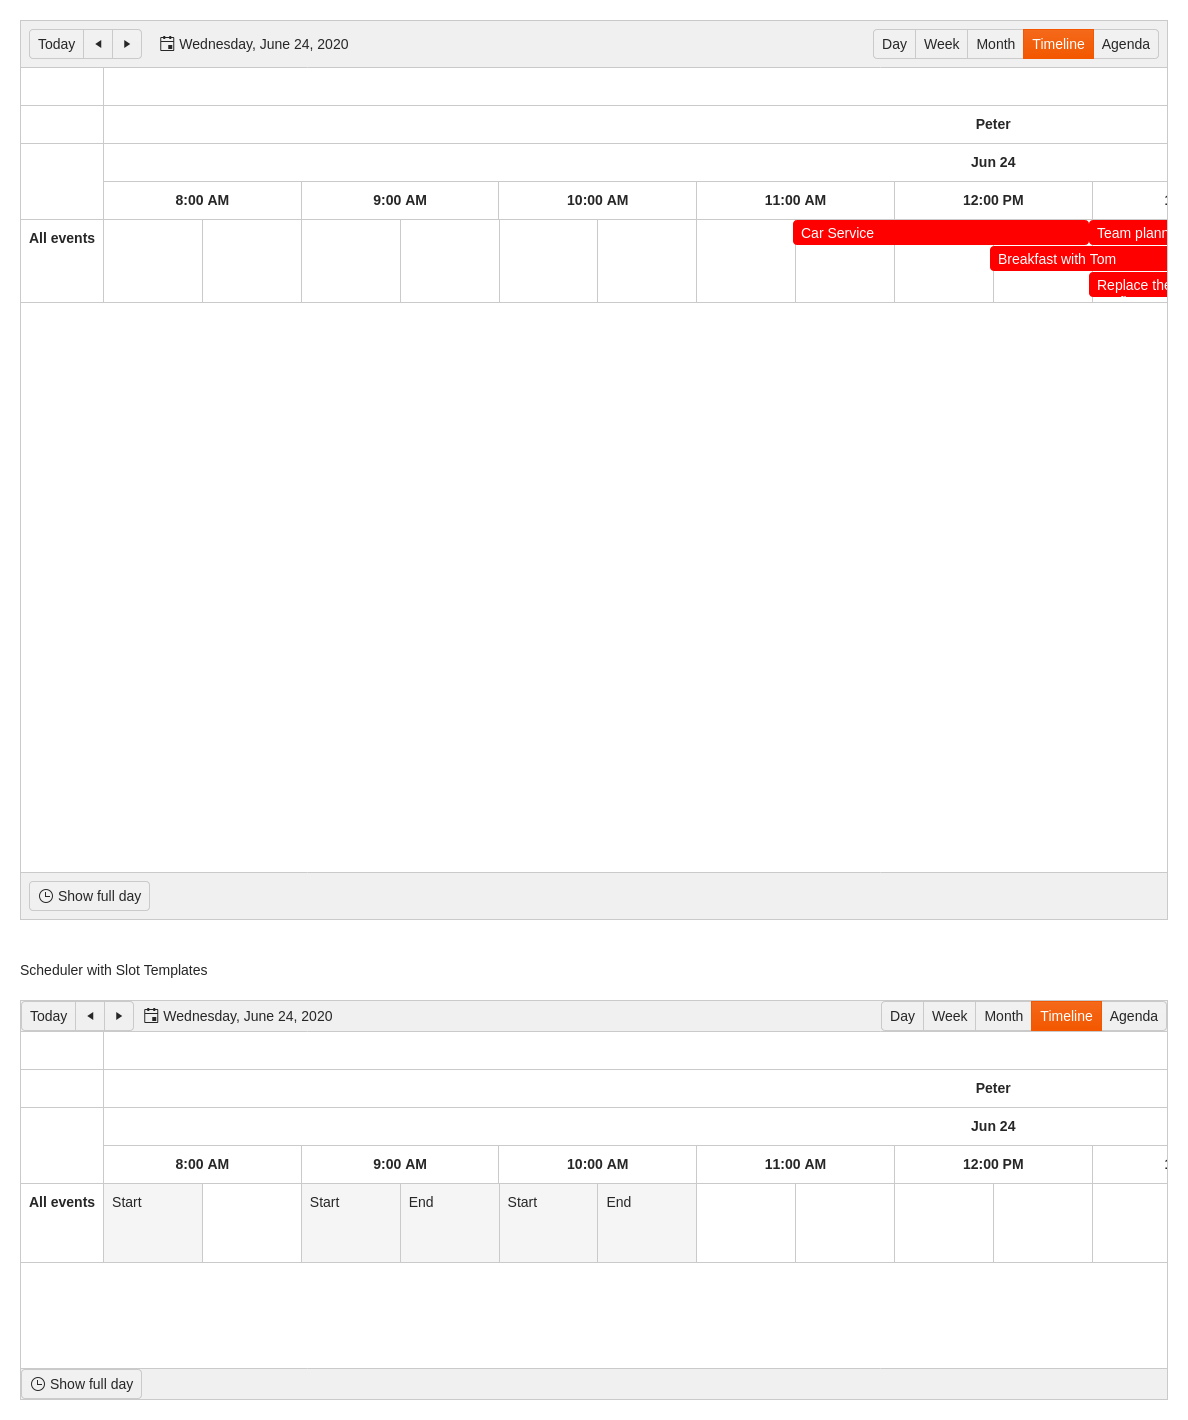 Today Wednesday, June 24, 2020 Day Week Month Timeline Agenda
Peter
Jun 24
8:00 AM 9:00 AM 10:00 AM 11:00 AM 12:00 PM
All events Car Service Team plann
Breakfast with Tom
Replace the
Show full day
Scheduler with Slot Templates
Today Wednesday, June 24, 2020 Day Week Month Timeline Agenda
Peter
Jun 24
8:00 AM 9:00 AM 10:00 AM 11:00 AM 12:00 PM
All events Start Start End Start End
Show full day